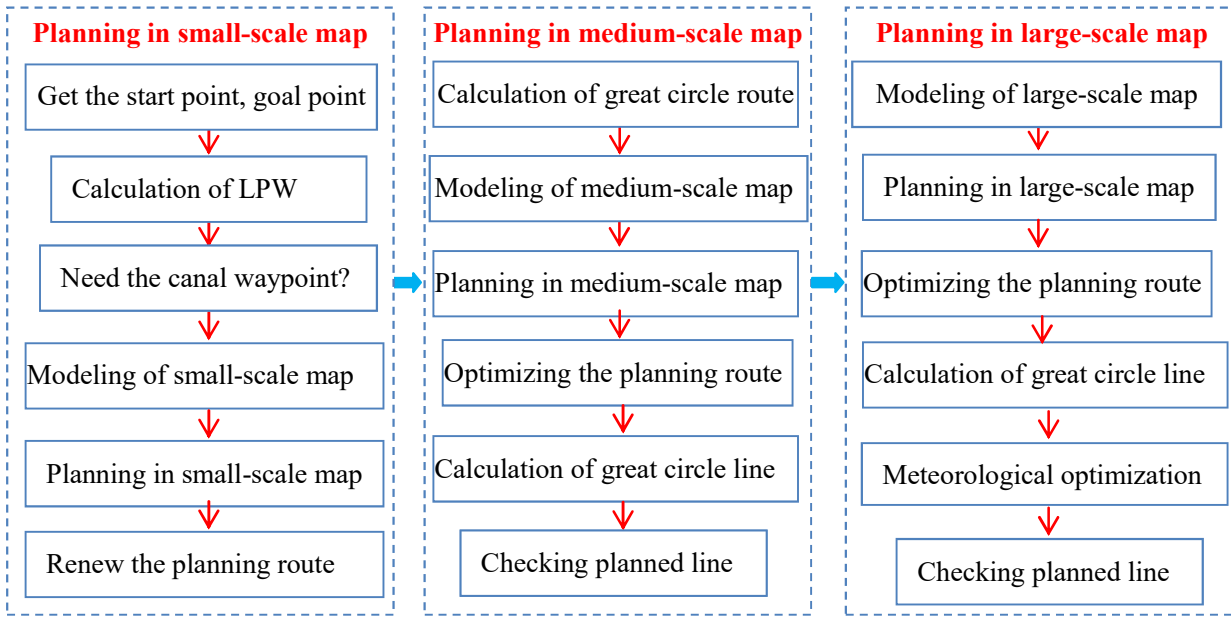 Planning in small-scale map
Get the start point, goal point
Calculation of LPW
Need the canal waypoint?
Modeling of small-scale map
Planning in small-scale map
Renew the planning route
Planning in medium-scale map
Calculation of great circle route
Modeling of medium-scale map
Planning in medium-scale map
Optimizing the planning route
Calculation of great circle line
Checking planned line
Planning in large-scale map
Modeling of large-scale map
Planning in large-scale map
Optimizing the planning route
Calculation of great circle line
Meteorological optimization
Checking planned line